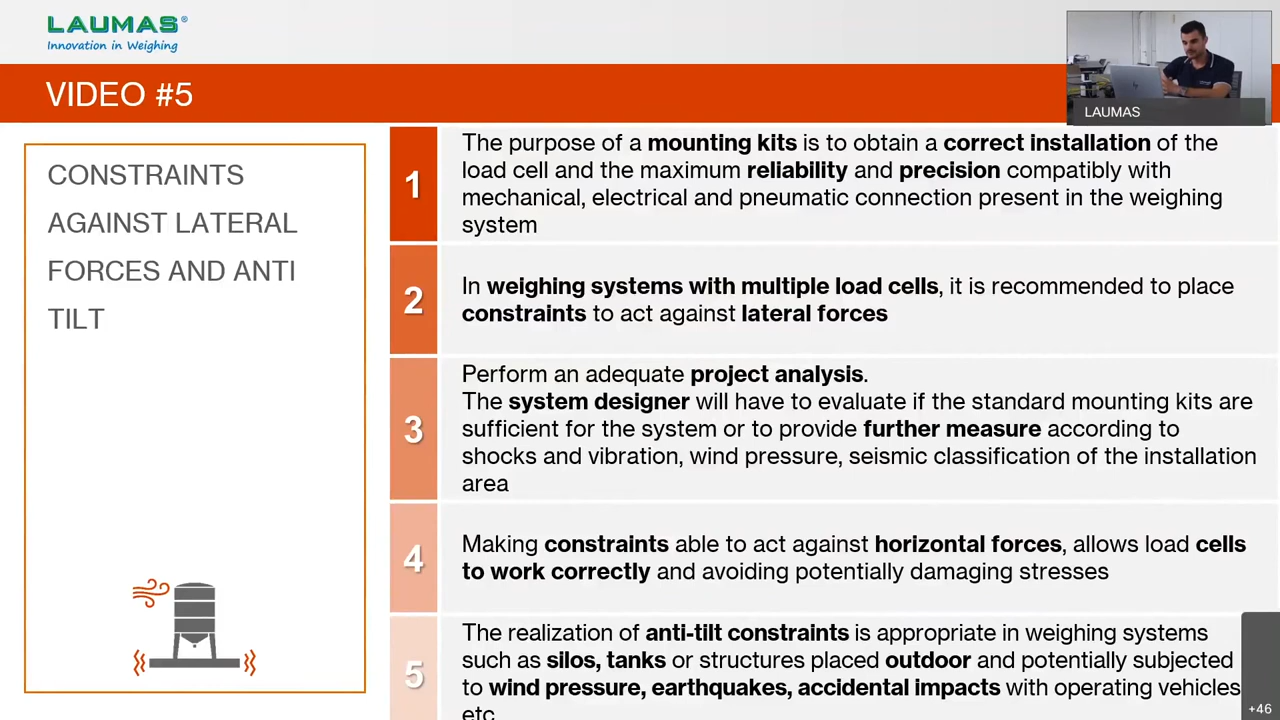 LAUMAS®
Innovation in Weighing
VIDEO #5
LAUMAS
CONSTRAINTS
AGAINST LATERAL
FORCES AND ANTI
TILT
1
The purpose of a mounting kits is to obtain a correct installation of the
load cell and the maximum reliability and precision compatibly with
mechanical, electrical and pneumatic connection present in the weighing
system
2
In weighing systems with multiple load cells, it is recommended to place
constraints to act against lateral forces
3
Perform an adequate project analysis.
The system designer will have to evaluate if the standard mounting kits are
sufficient for the system or to provide further measure according to
shocks and vibration, wind pressure, seismic classification of the installation
area
4
Making constraints able to act against horizontal forces, allows load cells
to work correctly and avoiding potentially damaging stresses
5
The realization of anti-tilt constraints is appropriate in weighing systems
such as silos, tanks or structures placed outdoor and potentially subjected
to wind pressure, earthquakes, accidental impacts with operating vehicles
etc
+46